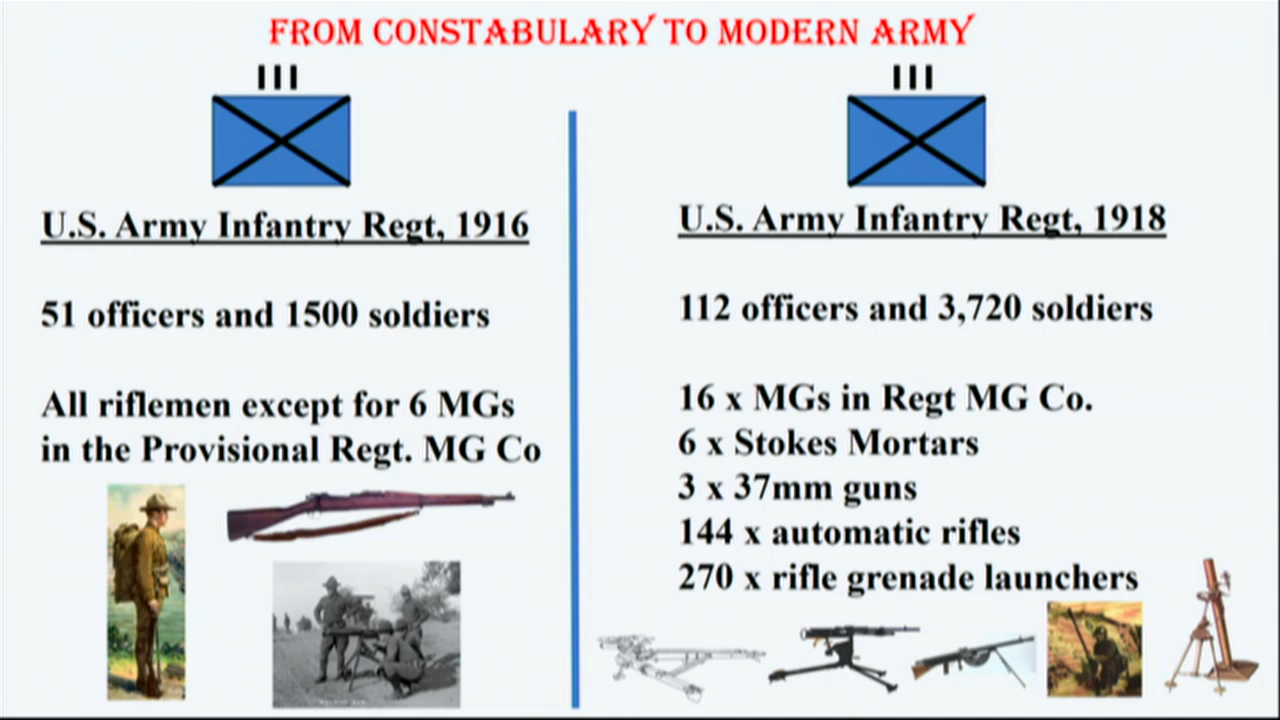 FROM CONSTABULARY TO MODERN ARMY
U.S. Army Infantry Regt, 1916
51 officers and 1500 soldiers
All riflemen except for 6 MGs
in the Provisional Regt. MG Co
U.S. Army Infantry Regt, 1918
112 officers and 3,720 soldiers
16 x MGs in Regt MG Co.
6 x Stokes Mortars
3 x 37mm guns
144 x automatic rifles
270 x rifle grenade launchers